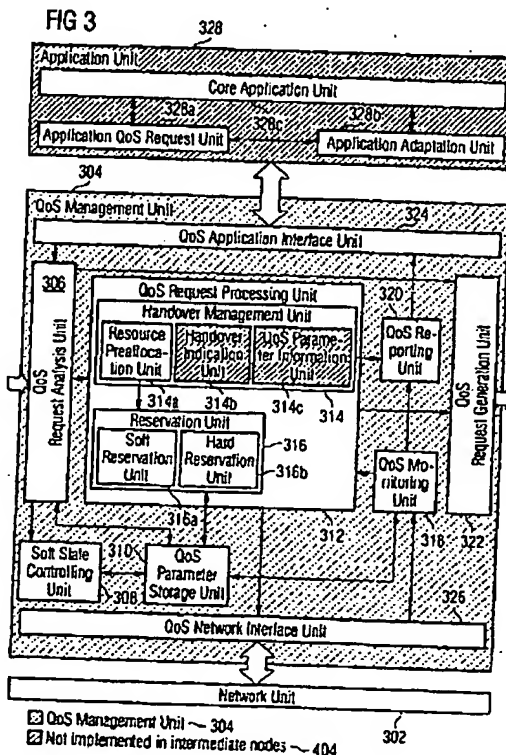 FIG 3
328
Application Unit
Core Application Unit
328a
328c
328b
Application QoS Request Unit
Application Adaptation Unit
304
QoS Management Unit
324
QoS Application Interface Unit
306
QoS Request Analysis Unit
QoS Request Processing Unit
Handover Management Unit
Resource Preallocation Unit
Handover Indication Unit
QoS Parameter Information Unit
314a
314b
314c
314
320
QoS Reporting Unit
QoS Request Generation Unit
Reservation Unit
Soft Reservation Unit
Hard Reservation Unit
316
316b
316a
312
QoS Monitoring Unit
318
322
310
QoS Parameter Storage Unit
Soft State Controlling Unit
308
326
QoS Network Interface Unit
Network Unit
302
QoS Management Unit ~ 304
Not implemented in intermediate nodes ~ 404